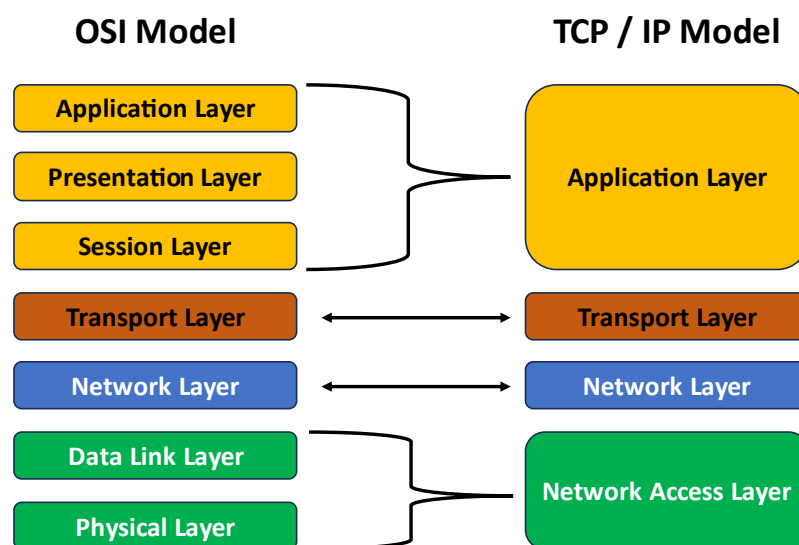 OSI Model
TCP / IP Model
Application Layer
Presentation Layer
Session Layer
Application Layer
Transport Layer
Transport Layer
Network Layer
Network Layer
Data Link Layer
Physical Layer
Network Access Layer